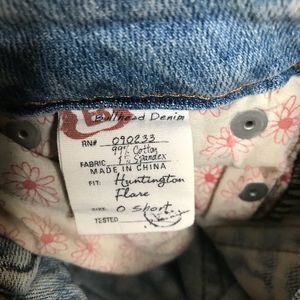 Bullhead Denim
RN# 090233
99% Cotton
FABRIC 1% Spandex
MADE IN CHINA
FIT: Huntington
Flare
SIZE: 0 Short
TESTED